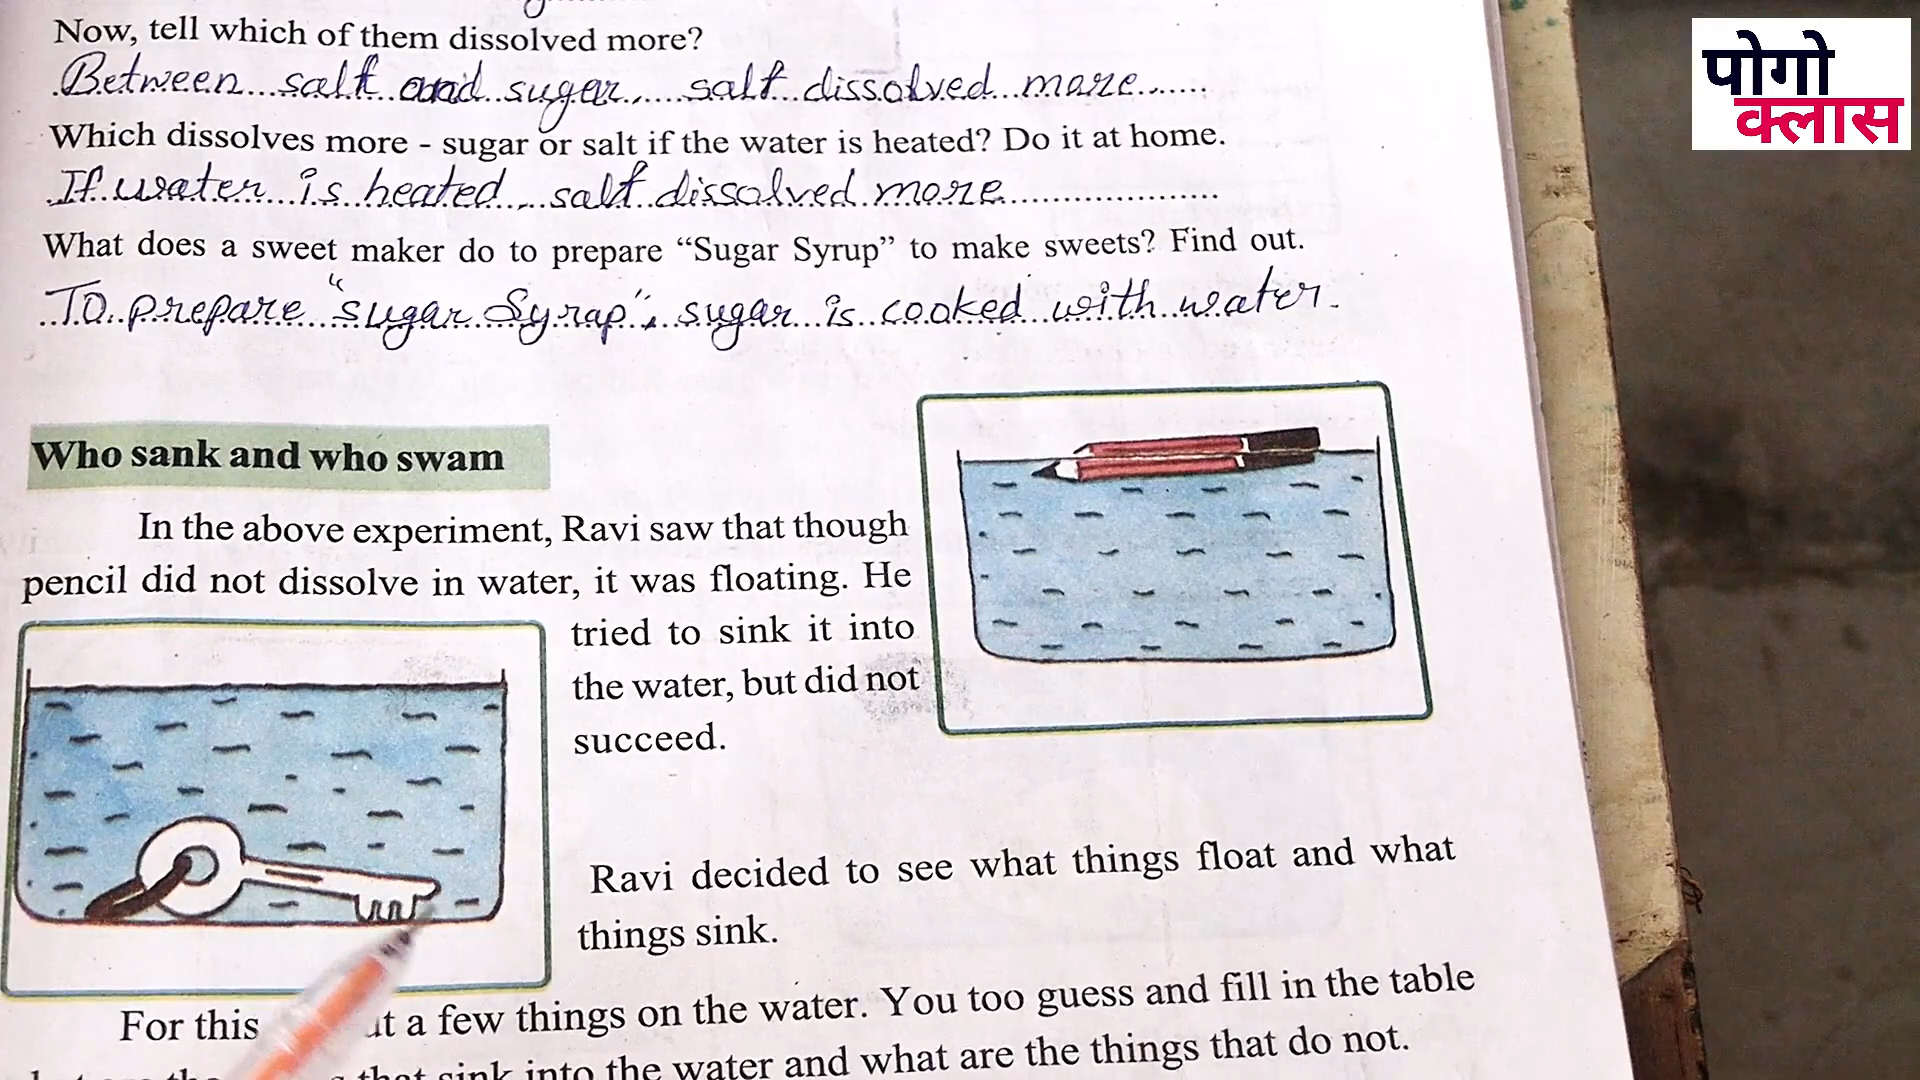 Now, tell which of them dissolved more?
Between salt and sugar, salt dissolved more.
Which dissolves more - sugar or salt if the water is heated? Do it at home.
If water is heated, salt dissolved more
What does a sweet maker do to prepare “Sugar Syrup” to make sweets? Find out.
To prepare "sugar Syrap", sugar is cooked with water.
Who sank and who swam
In the above experiment, Ravi saw that though
pencil did not dissolve in water, it was floating. He
tried to sink it into
the water, but did not
succeed.
Ravi decided to see what things float and what
things sink.
For this a few things on the water. You too guess and fill in the table
that sink into the water and what are the things that do not.
पोगो
क्लास